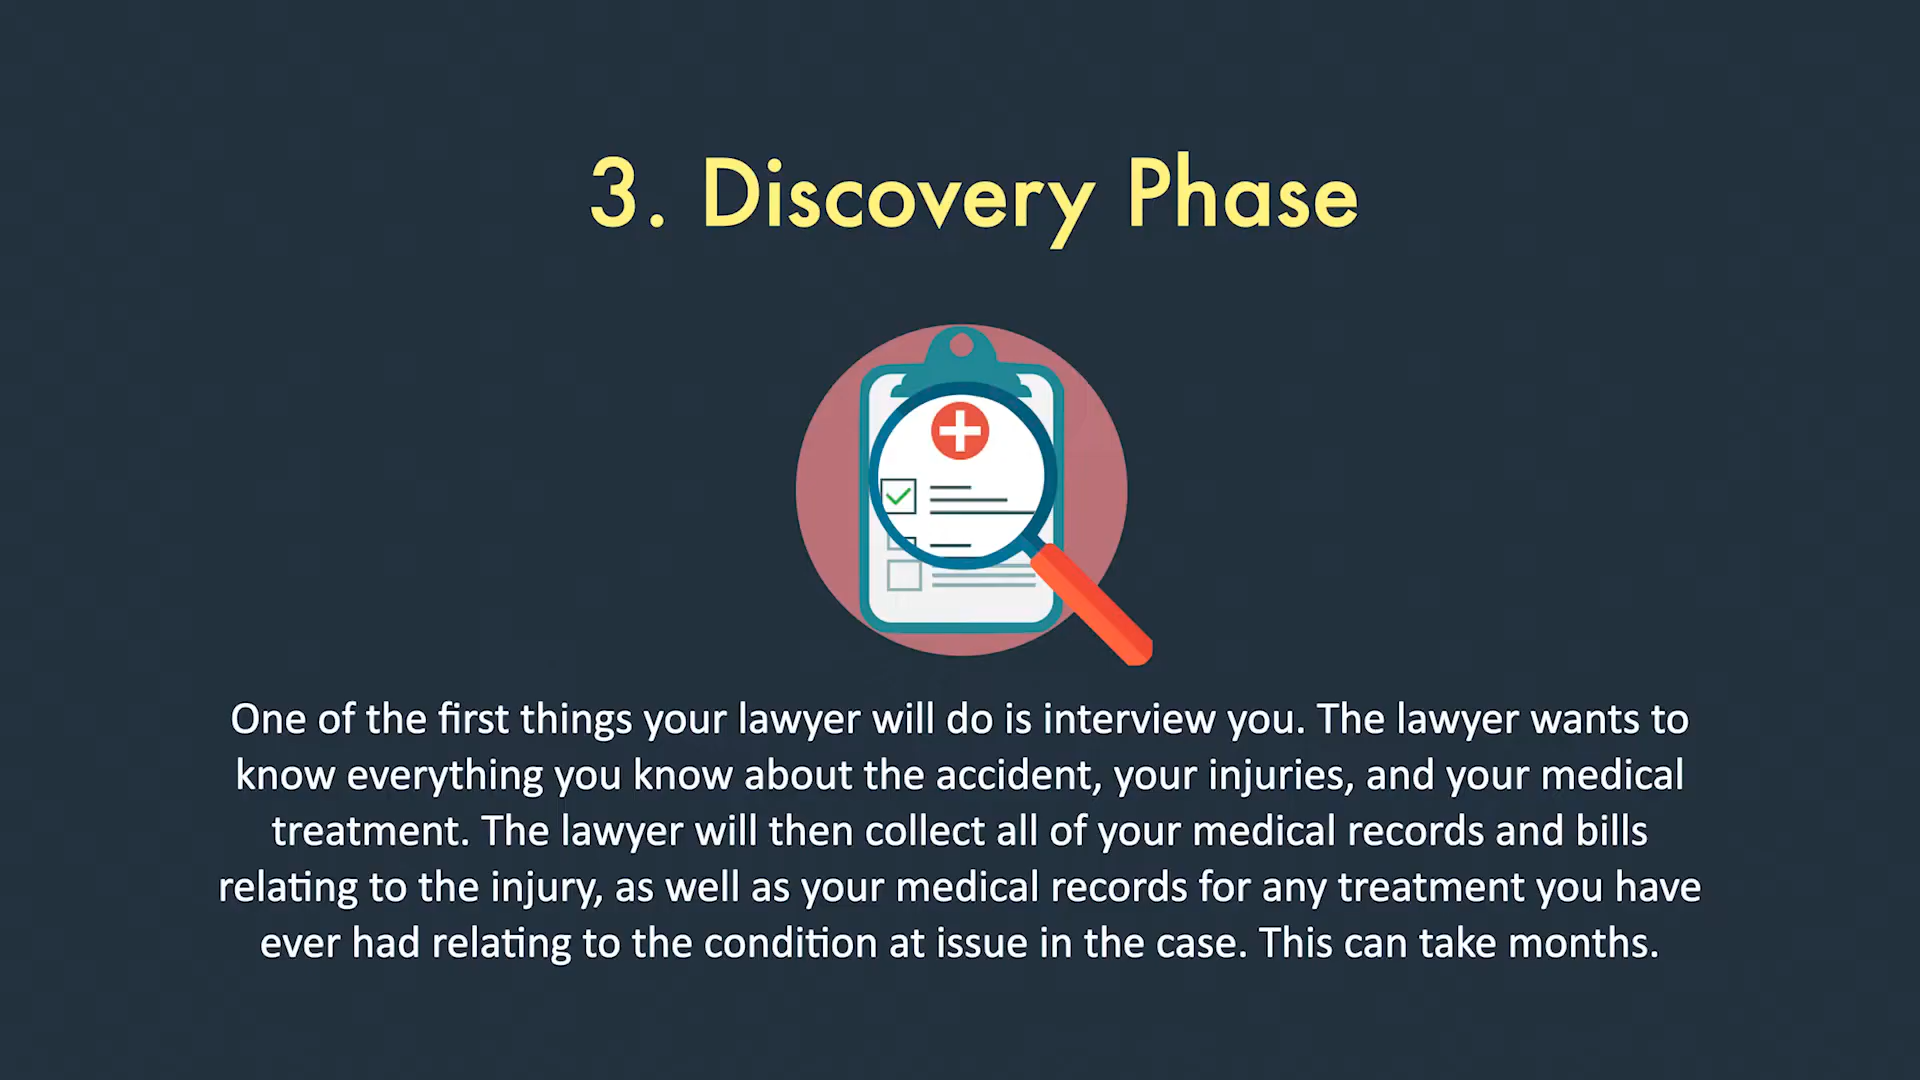 3. Discovery Phase
One of the first things your lawyer will do is interview you. The lawyer wants to
know everything you know about the accident, your injuries, and your medical
treatment. The lawyer will then collect all of your medical records and bills
relating to the injury, as well as your medical records for any treatment you have
ever had relating to the condition at issue in the case. This can take months.